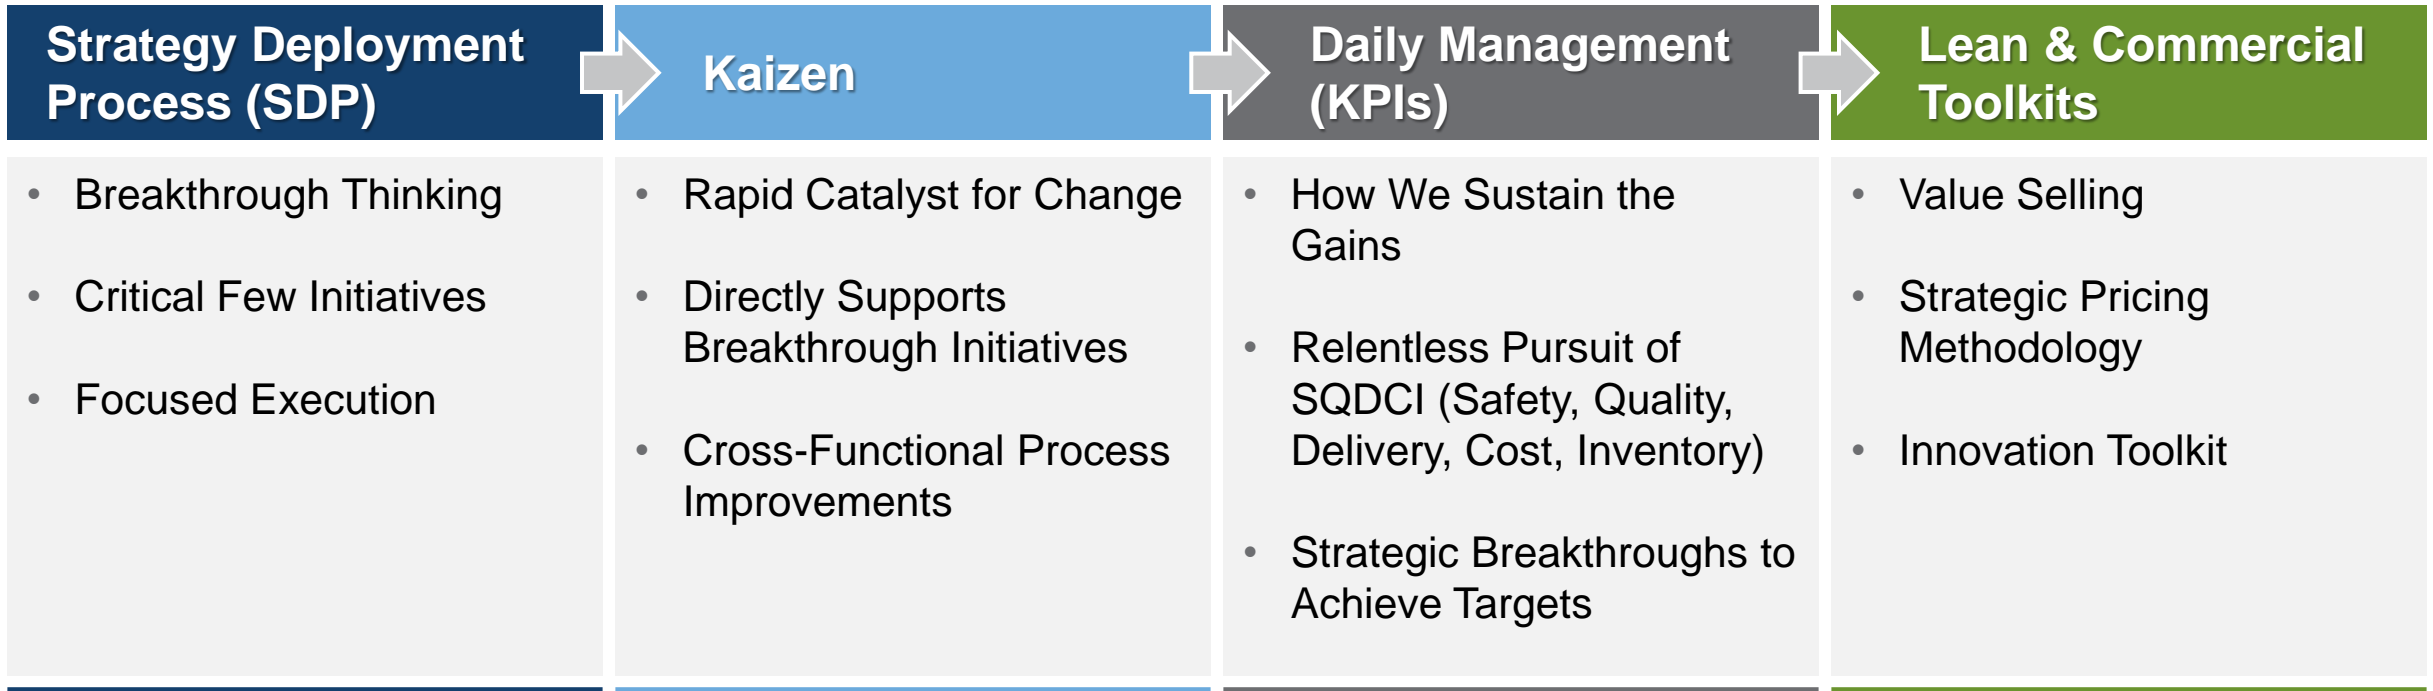 Strategy Deployment
Process (SDP)
• Breakthrough Thinking
• Critical Few Initiatives
• Focused Execution
Kaizen
• Rapid Catalyst for Change
• Directly Supports
Breakthrough Initiatives
• Cross-Functional Process
Improvements
Daily Management
(KPIs)
• How We Sustain the
Gains
• Relentless Pursuit of
SQDCI (Safety, Quality,
Delivery, Cost, Inventory)
• Strategic Breakthroughs to
Achieve Targets
Lean & Commercial
Toolkits
• Value Selling
• Strategic Pricing
Methodology
• Innovation Toolkit